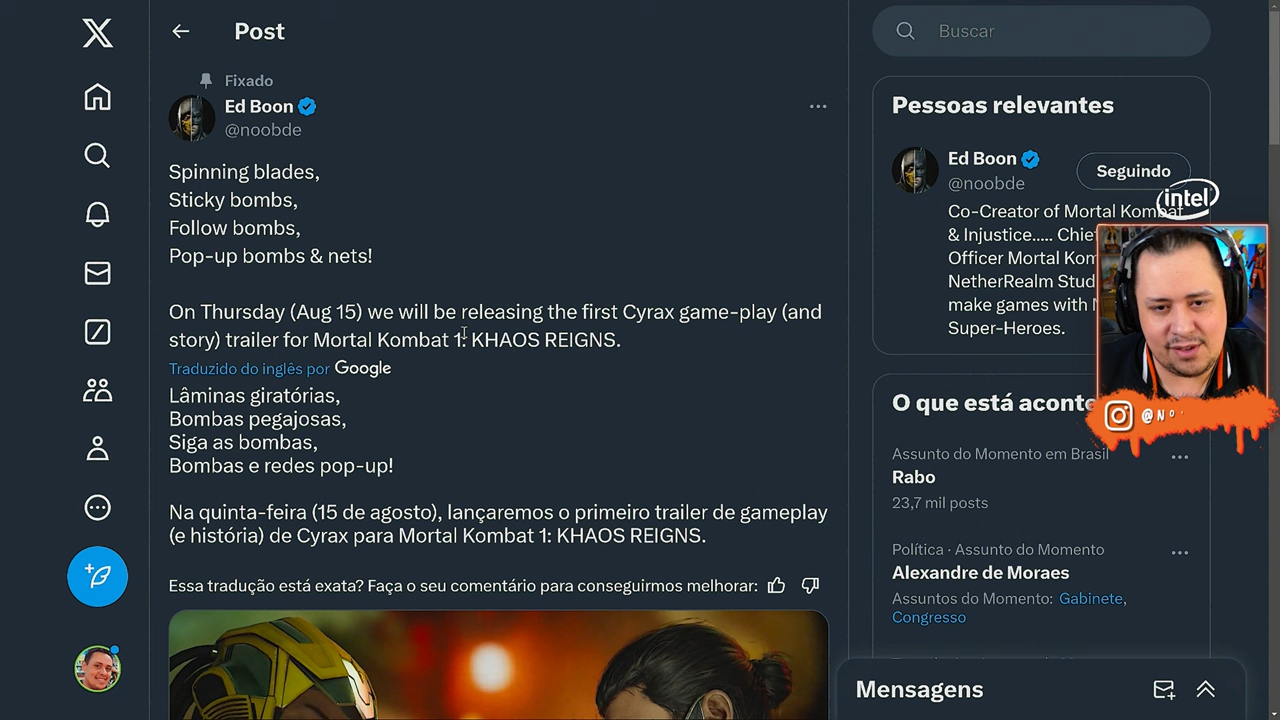 Post
Buscar
Fixado
Ed Boon
@noobde
Spinning blades,
Sticky bombs,
Follow bombs,
Pop-up bombs & nets!
On Thursday (Aug 15) we will be releasing the first Cyrax game-play (and
story) trailer for Mortal Kombat 1: KHAOS REIGNS.
Traduzido do inglês por Google
Lâminas giratórias,
Bombas pegajosas,
Siga as bombas,
Bombas e redes pop-up!
Na quinta-feira (15 de agosto), lançaremos o primeiro trailer de gameplay
(e história) de Cyrax para Mortal Kombat 1: KHAOS REIGNS.
Essa tradução está exata? Faça o seu comentário para conseguirmos melhorar:
Pessoas relevantes
Ed Boon
@noobde
Seguindo
intel
Co-Creator of Mortal Kombat
& Injustice..... Chie
Officer Mortal Kom
NetherRealm Stud
make games with
Super-Heroes.
@NO
O que está aconte
Assunto do Momento em Brasil
Rabo
23,7 mil posts
Política · Assunto do Momento
Alexandre de Moraes
Assuntos do Momento: Gabinete,
Congresso
Mensagens